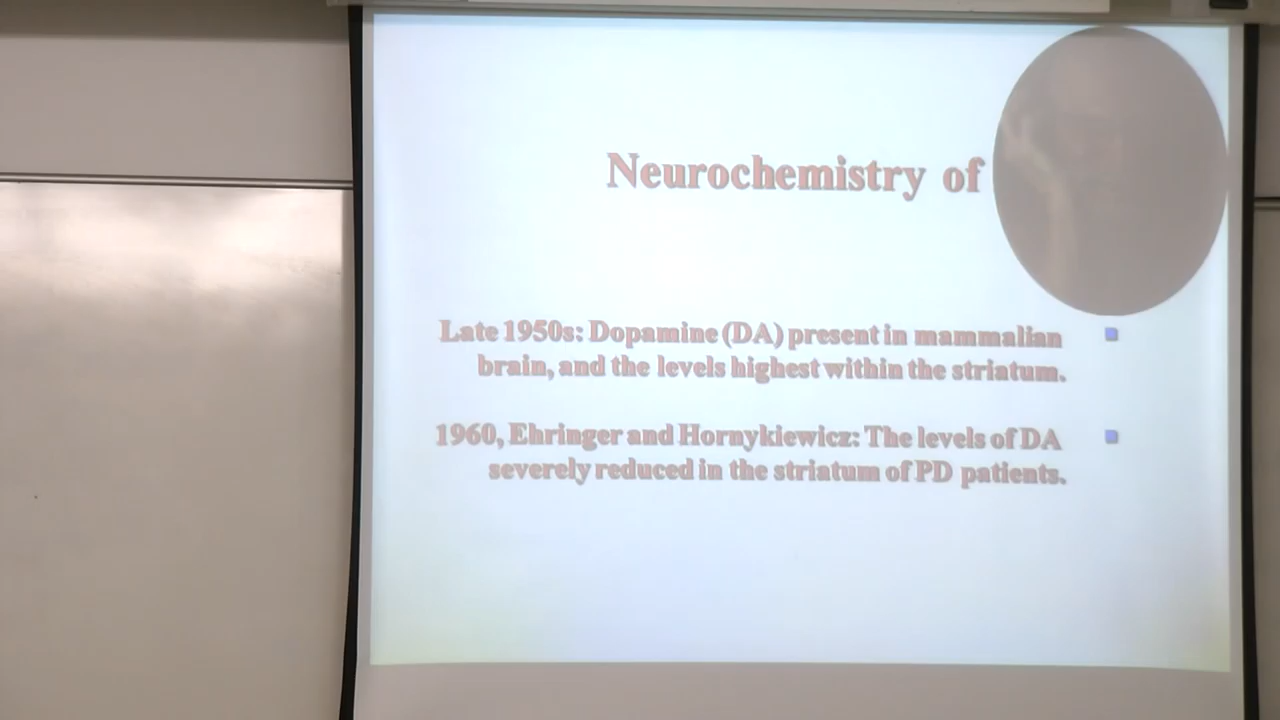 Neurochemistry of
Late 1950s: Dopamine (DA) present in mammalian
brain, and the levels highest within the striatum.
1960, Ehringer and Hornykiewicz: The levels of DA
severely reduced in the striatum of PD patients.